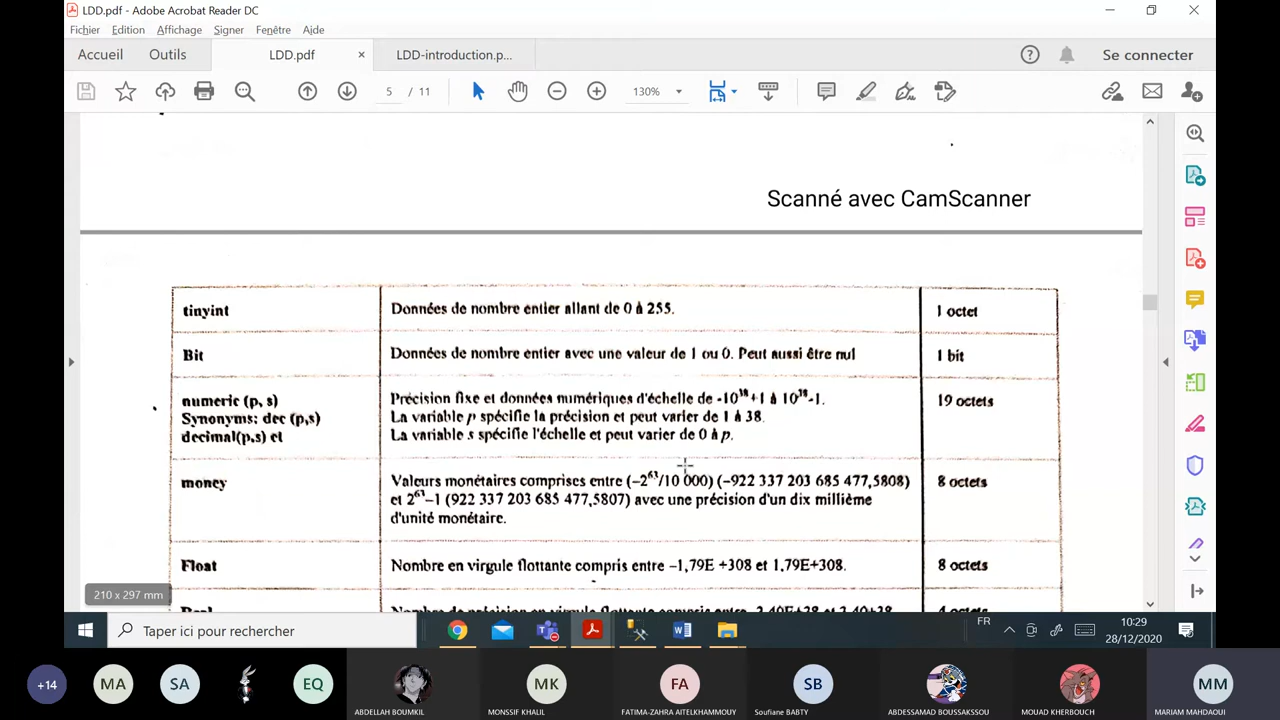 LDD.pdf - Adobe Acrobat Reader DC
Fichier Edition Affichage Signer Fenêtre Aide
Accueil Outils LDD.pdf × LDD-introduction.p... Se connecter
5 / 11 130%
Scanné avec CamScanner
tinyint Données de nombre entier allant de 0 à 255. 1 octet
Bit Données de nombre entier avec une valeur de 1 ou 0. Peut aussi être nul 1 bit
numeric (p, s) Précision fixe et données numériques d'échelle de -10³⁸+1 à 10³⁸-1. 19 octets
Synonyms: dec (p,s) La variable p spécifie la précision et peut varier de 1 à 38.
decimal(p,s) et La variable s spécifie l'échelle et peut varier de 0 à p.
money Valeurs monétaires comprises entre (–2⁶³/10 000) (–922 337 203 685 477,5808) 8 octets
et 2⁶³–1 (922 337 203 685 477,5807) avec une précision d'un dix millième
d'unité monétaire.
Float Nombre en virgule flottante compris entre –1,79E +308 et 1,79E+308. 8 octets
210 x 297 mm
Taper ici pour rechercher FR 10:29
28/12/2020
+14 MA SA EQ MK FA SB MM
ABDELLAH BOUMKIL MONSSIF KHALIL FATIMA-ZAHRA AITELKHAMMOUY Soufiane BABTY ABDESSAMAD BOUSSAKSSOU MOUAD KHERBOUCH MARIAM MAHDAOUI